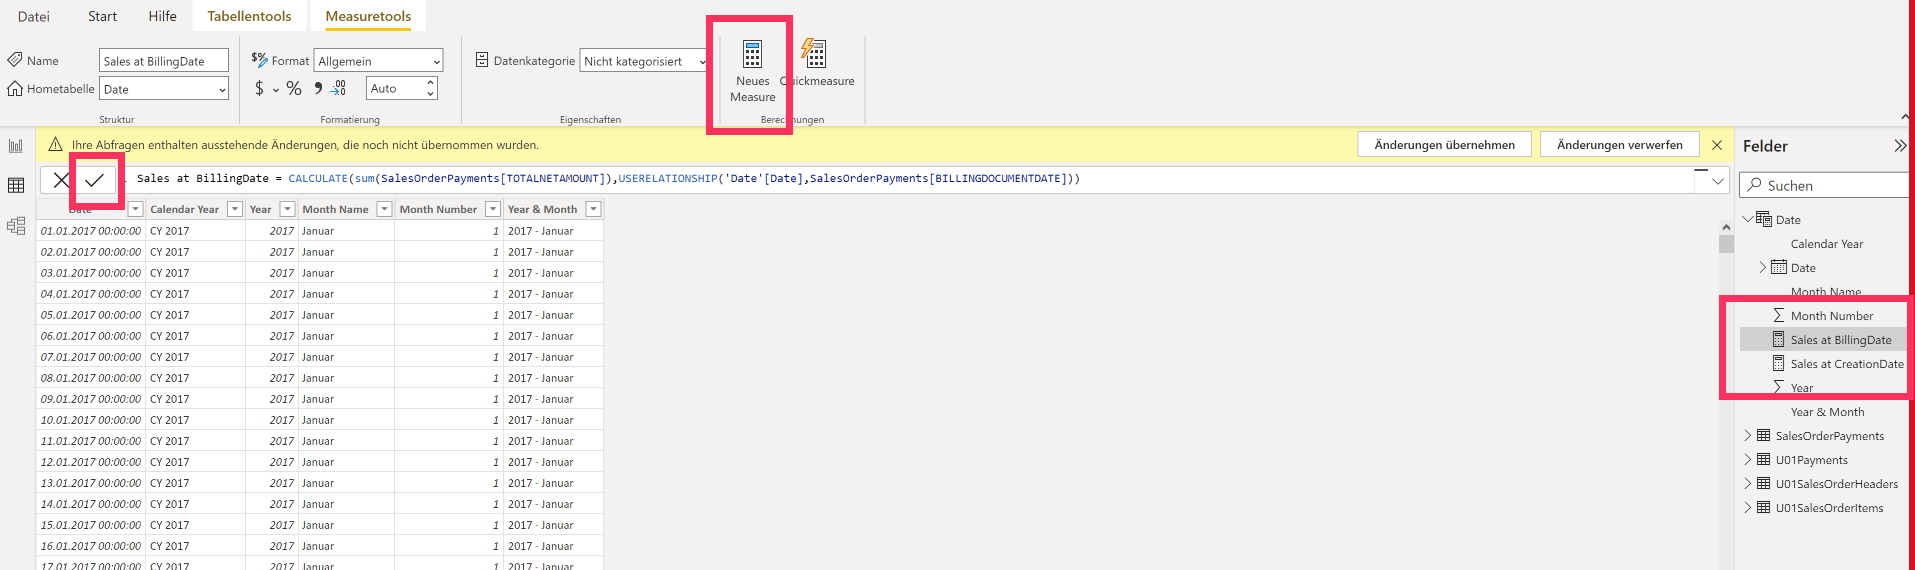 Datei Start Hilfe Tabellentools Measuretools
Name Sales at BillingDate
Hometabelle Date
Struktur
$% Format Allgemein
$ % , .00 →.0 Auto
Formatierung
Datenkategorie Nicht kategorisiert
Eigenschaften
Neues Measure
Quickmeasure
Berechnungen
Ihre Abfragen enthalten ausstehende Änderungen, die noch nicht übernommen wurden. Änderungen übernehmen Änderungen verwerfen
Sales at BillingDate = CALCULATE(sum(SalesOrderPayments[TOTALNETAMOUNT]),USERELATIONSHIP('Date'[Date],SalesOrderPayments[BILLINGDOCUMENTDATE]))
Date Calendar Year Year Month Name Month Number Year & Month
01.01.2017 00:00:00 CY 2017 2017 Januar 1 2017 - Januar
02.01.2017 00:00:00 CY 2017 2017 Januar 1 2017 - Januar
03.01.2017 00:00:00 CY 2017 2017 Januar 1 2017 - Januar
04.01.2017 00:00:00 CY 2017 2017 Januar 1 2017 - Januar
05.01.2017 00:00:00 CY 2017 2017 Januar 1 2017 - Januar
06.01.2017 00:00:00 CY 2017 2017 Januar 1 2017 - Januar
07.01.2017 00:00:00 CY 2017 2017 Januar 1 2017 - Januar
08.01.2017 00:00:00 CY 2017 2017 Januar 1 2017 - Januar
09.01.2017 00:00:00 CY 2017 2017 Januar 1 2017 - Januar
10.01.2017 00:00:00 CY 2017 2017 Januar 1 2017 - Januar
11.01.2017 00:00:00 CY 2017 2017 Januar 1 2017 - Januar
12.01.2017 00:00:00 CY 2017 2017 Januar 1 2017 - Januar
13.01.2017 00:00:00 CY 2017 2017 Januar 1 2017 - Januar
14.01.2017 00:00:00 CY 2017 2017 Januar 1 2017 - Januar
15.01.2017 00:00:00 CY 2017 2017 Januar 1 2017 - Januar
16.01.2017 00:00:00 CY 2017 2017 Januar 1 2017 - Januar
17.01.2017 00:00:00 CY 2017 2017 Januar 1 2017 - Januar
Felder
Suchen
Date
Calendar Year
Date
Month Name
Month Number
Sales at BillingDate
Sales at CreationDate
Year
Year & Month
SalesOrderPayments
U01Payments
U01SalesOrderHeaders
U01SalesOrderItems